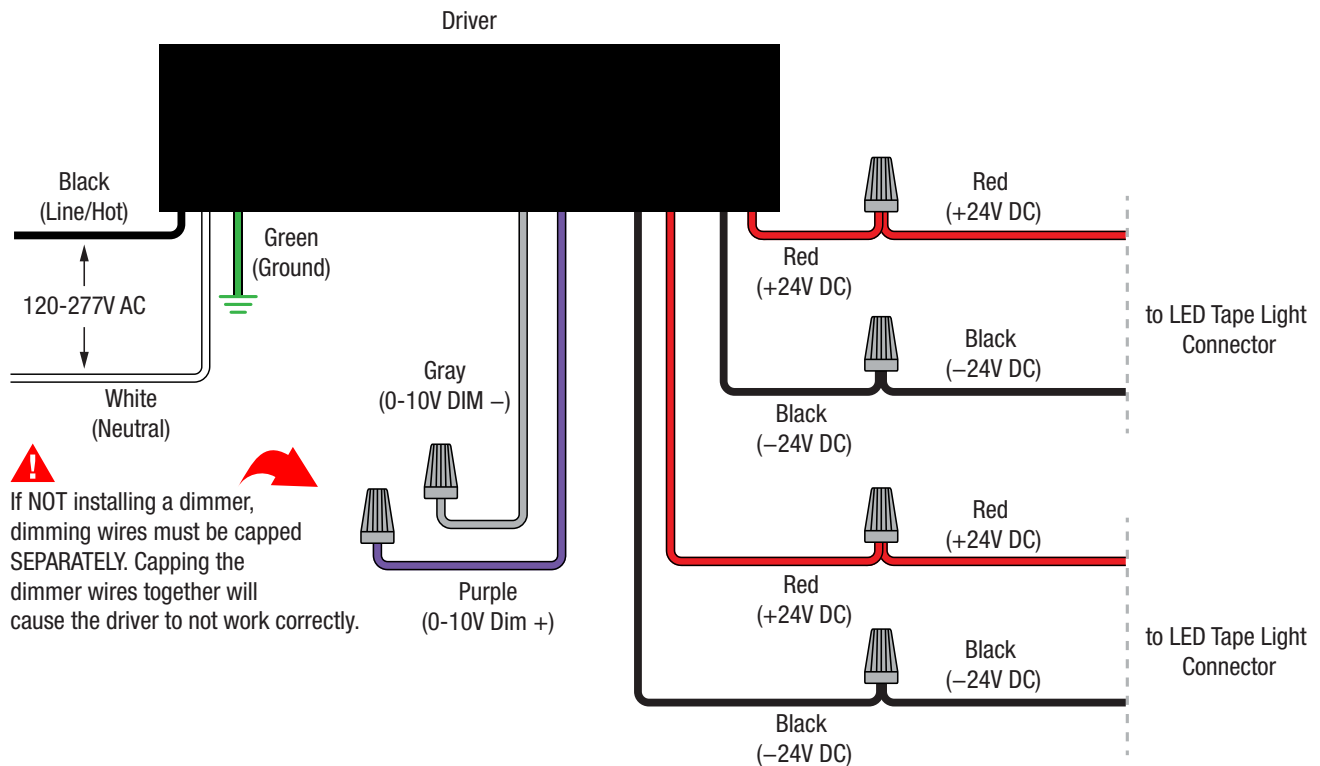 Driver
Black
(Line/Hot)
120-277V AC
White
(Neutral)
Green
(Ground)
Gray
(0-10V DIM −)
Purple
(0-10V Dim +)
!
If NOT installing a dimmer,
dimming wires must be capped
SEPARATELY. Capping the
dimmer wires together will
cause the driver to not work correctly.
Red
(+24V DC)
Red
(+24V DC)
Black
(−24V DC)
Black
(−24V DC)
to LED Tape Light
Connector
Red
(+24V DC)
Red
(+24V DC)
Black
(−24V DC)
Black
(−24V DC)
to LED Tape Light
Connector